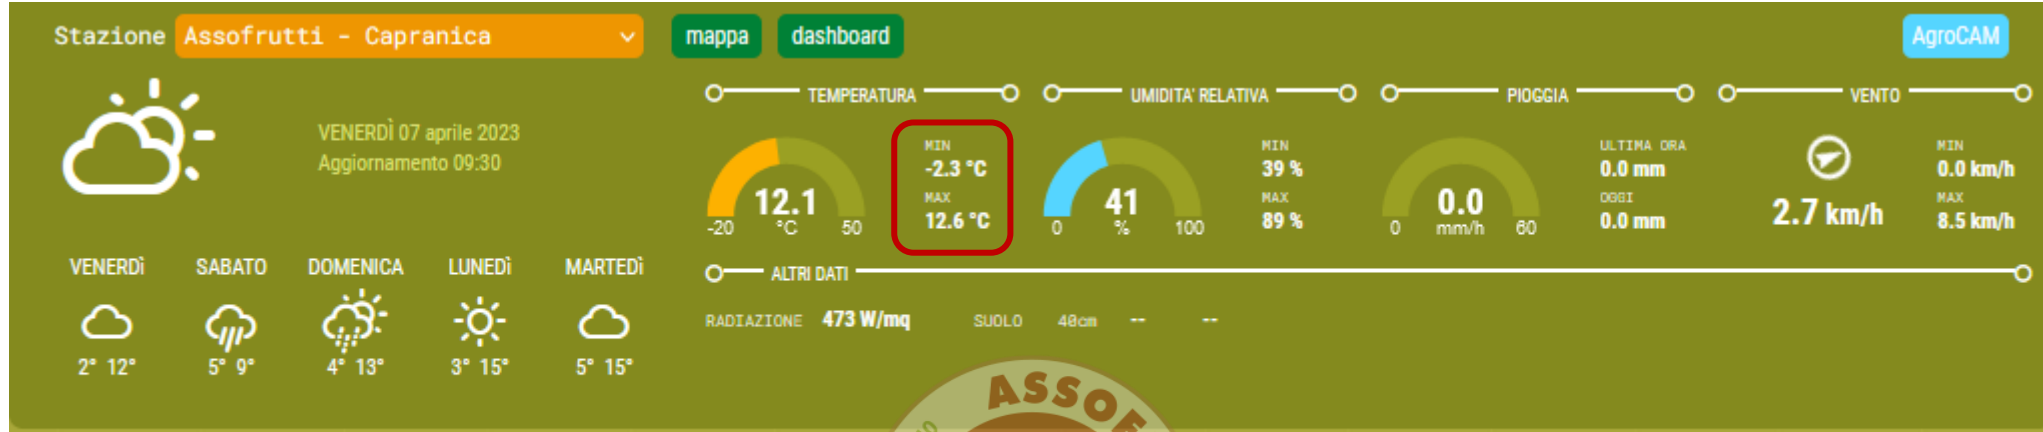 Stazione Assofrutti - Capranica mappa dashboard AgroCAM
VENERDÌ 07 aprile 2023
Aggiornamento 09:30
TEMPERATURA
12.1
°C
-20 50
MIN
-2.3 °C
MAX
12.6 °C
UMIDITA' RELATIVA
41
%
0 100
MIN
39 %
MAX
89 %
PIOGGIA
0.0
mm/h
0 60
ULTIMA ORA
0.0 mm
OGGI
0.0 mm
VENTO
2.7 km/h
MIN
0.0 km/h
MAX
8.5 km/h
VENERDÌ SABATO DOMENICA LUNEDÌ MARTEDÌ
2° 12° 5° 9° 4° 13° 3° 15° 5° 15°
ALTRI DATI
RADIAZIONE 473 W/mq SUOLO 40cm -- --